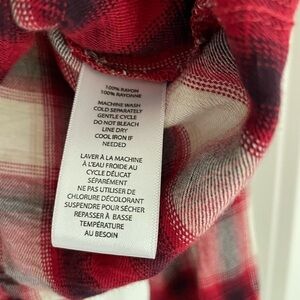 100% RAYON
100% RAYONNE
MACHINE WASH
COLD SEPARATELY
GENTLE CYCLE
DO NOT BLEACH
LINE DRY
COOL IRON IF
NEEDED
LAVER À LA MACHINE
À L'EAU FROIDE AU
CYCLE DÉLICAT
SÉPARÉMENT
NE PAS UTILISER DE
CHLORURE DÉCOLORANT
SUSPENDRE POUR SÉCHER
REPASSER À BASSE
TEMPÉRATURE
AU BESOIN